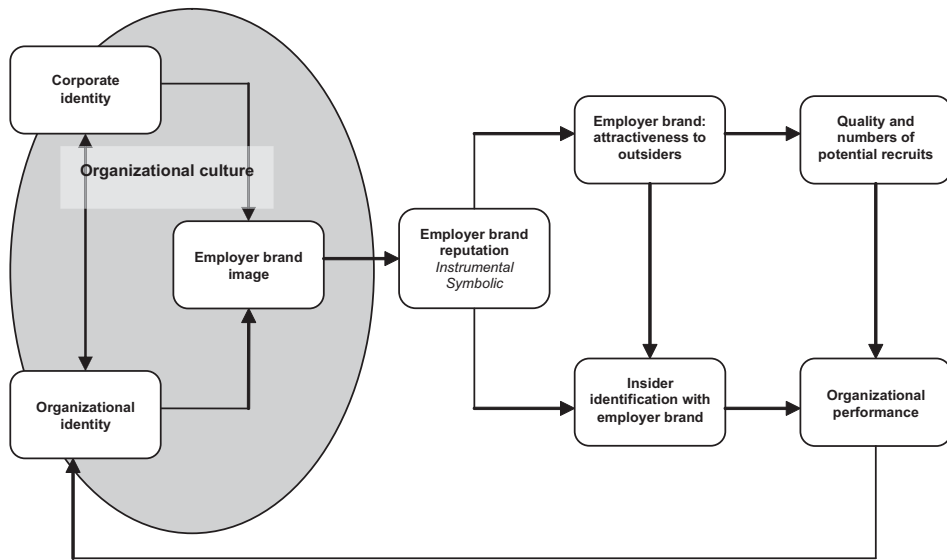 Corporate
identity
Organizational culture
Employer brand
image
Organizational
identity
Employer brand
reputation
Instrumental
Symbolic
Employer brand:
attractiveness to
outsiders
Quality and
numbers of
potential recruits
Insider
identification with
employer brand
Organizational
performance